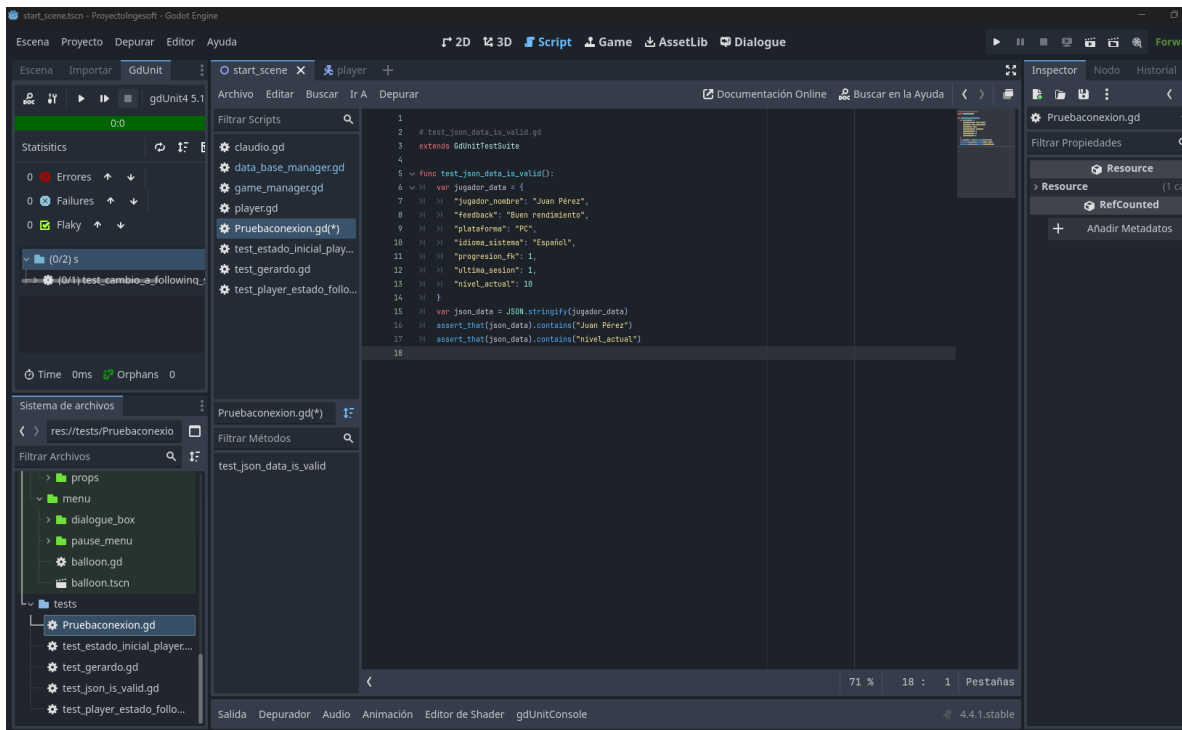 start_scene.tscn - ProyectoIngesoft - Godot Engine
Escena Proyecto Depurar Editor Ayuda
2D 3D Script Game AssetLib Dialogue
Escena Importar GdUnit
start_scene player
Inspector Nodo Historial
gdUnit4 5.1
Archivo Editar Buscar Ir A Depurar
Documentación Online Buscar en la Ayuda
0:0
Statisitics
0 Errores
0 Failures
0 Flaky
(0/2) s
(0/1) test_cambio_a_following_
Time 0ms Orphans 0
Filtrar Scripts
claudio.gd
data_base_manager.gd
game_manager.gd
player.gd
Pruebaconexion.gd(*)
test_estado_inicial_play...
test_gerardo.gd
test_player_estado_follo...
Pruebaconexion.gd(*)
Filtrar Métodos
test_json_data_is_valid
1
2 # test_json_data_is_valid.gd
3 extends GdUnitTestSuite
4
5 func test_json_data_is_valid():
6 var jugador_data = {
7 "jugador_nombre": "Juan Pérez",
8 "feedback": "Buen rendimiento",
9 "plataforma": "PC",
10 "idioma_sistema": "Español",
11 "progresion_fk": 1,
12 "ultima_sesion": 1,
13 "nivel_actual": 10
14 }
15 var json_data = JSON.stringify(jugador_data)
16 assert_that(json_data).contains("Juan Pérez")
17 assert_that(json_data).contains("nivel_actual")
18
71 % 18 : 1 Pestañas
Pruebaconexion.gd
Filtrar Propiedades
Resource
Resource
RefCounted
Añadir Metadatos
Sistema de archivos
res://tests/Pruebaconexio
Filtrar Archivos
props
menu
dialogue_box
pause_menu
balloon.gd
balloon.tscn
tests
Pruebaconexion.gd
test_estado_inicial_player....
test_gerardo.gd
test_json_is_valid.gd
test_player_estado_follo...
Salida Depurador Audio Animación Editor de Shader gdUnitConsole
4.4.1.stable